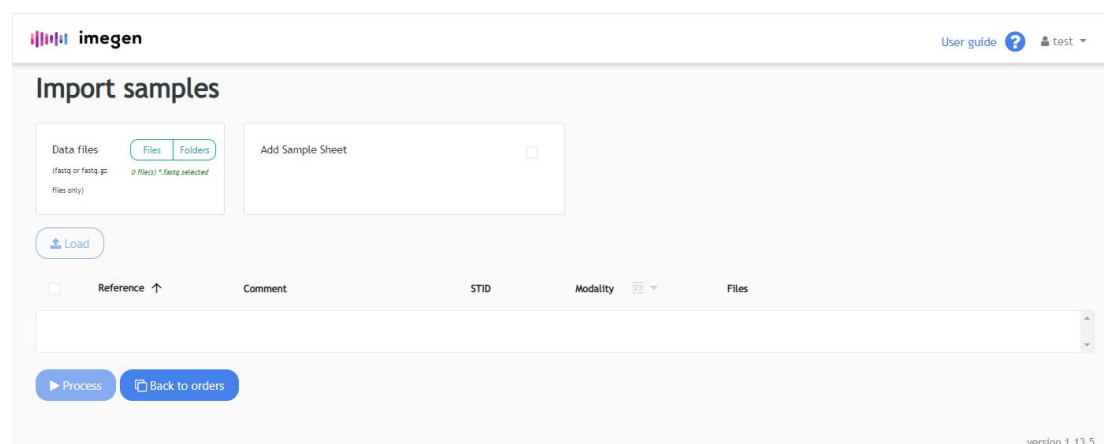 imegen
User guide ? test
Import samples
Data files Files Folders
(fastq or fastq.gz files only)
0 file(s) *.fastq selected
Add Sample Sheet
Load
Reference ↑ Comment STID Modality Files
Process Back to orders
version 1.13.5